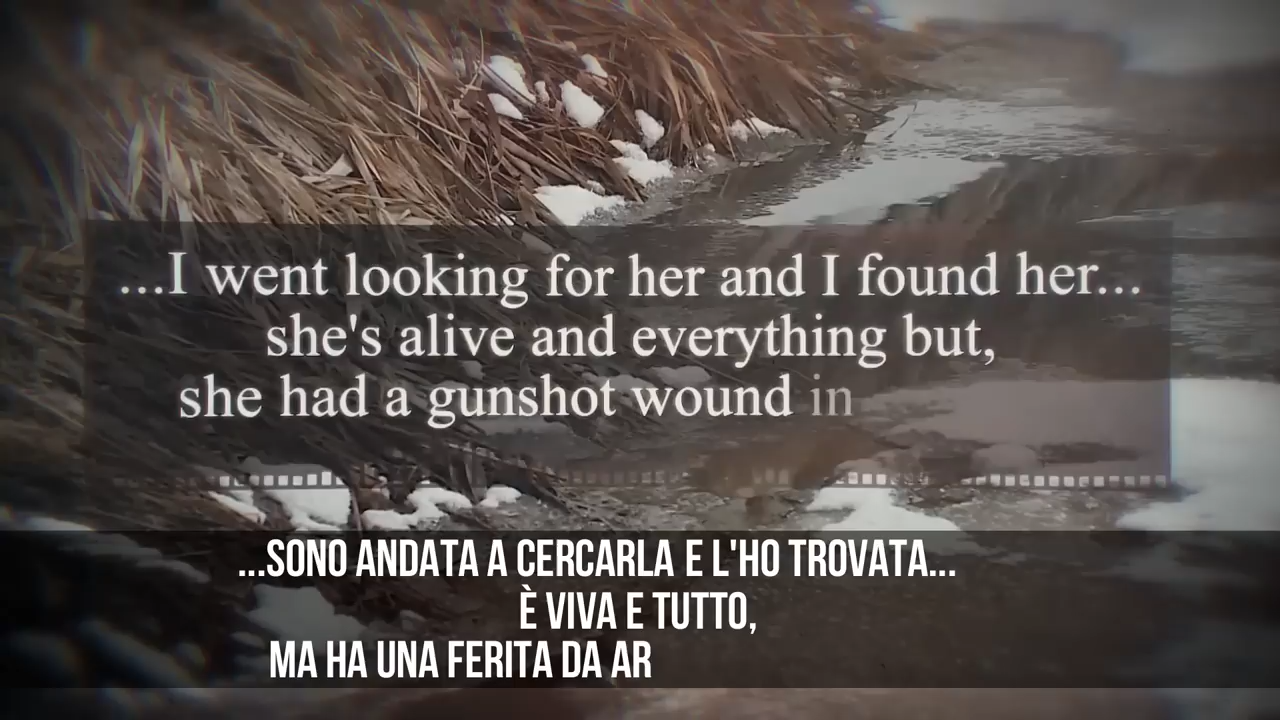 ...I went looking for her and I found her...
she's alive and everything but,
she had a gunshot wound in
...SONO ANDATA A CERCARLA E L'HO TROVATA...
È VIVA E TUTTO,
MA HA UNA FERITA DA AR